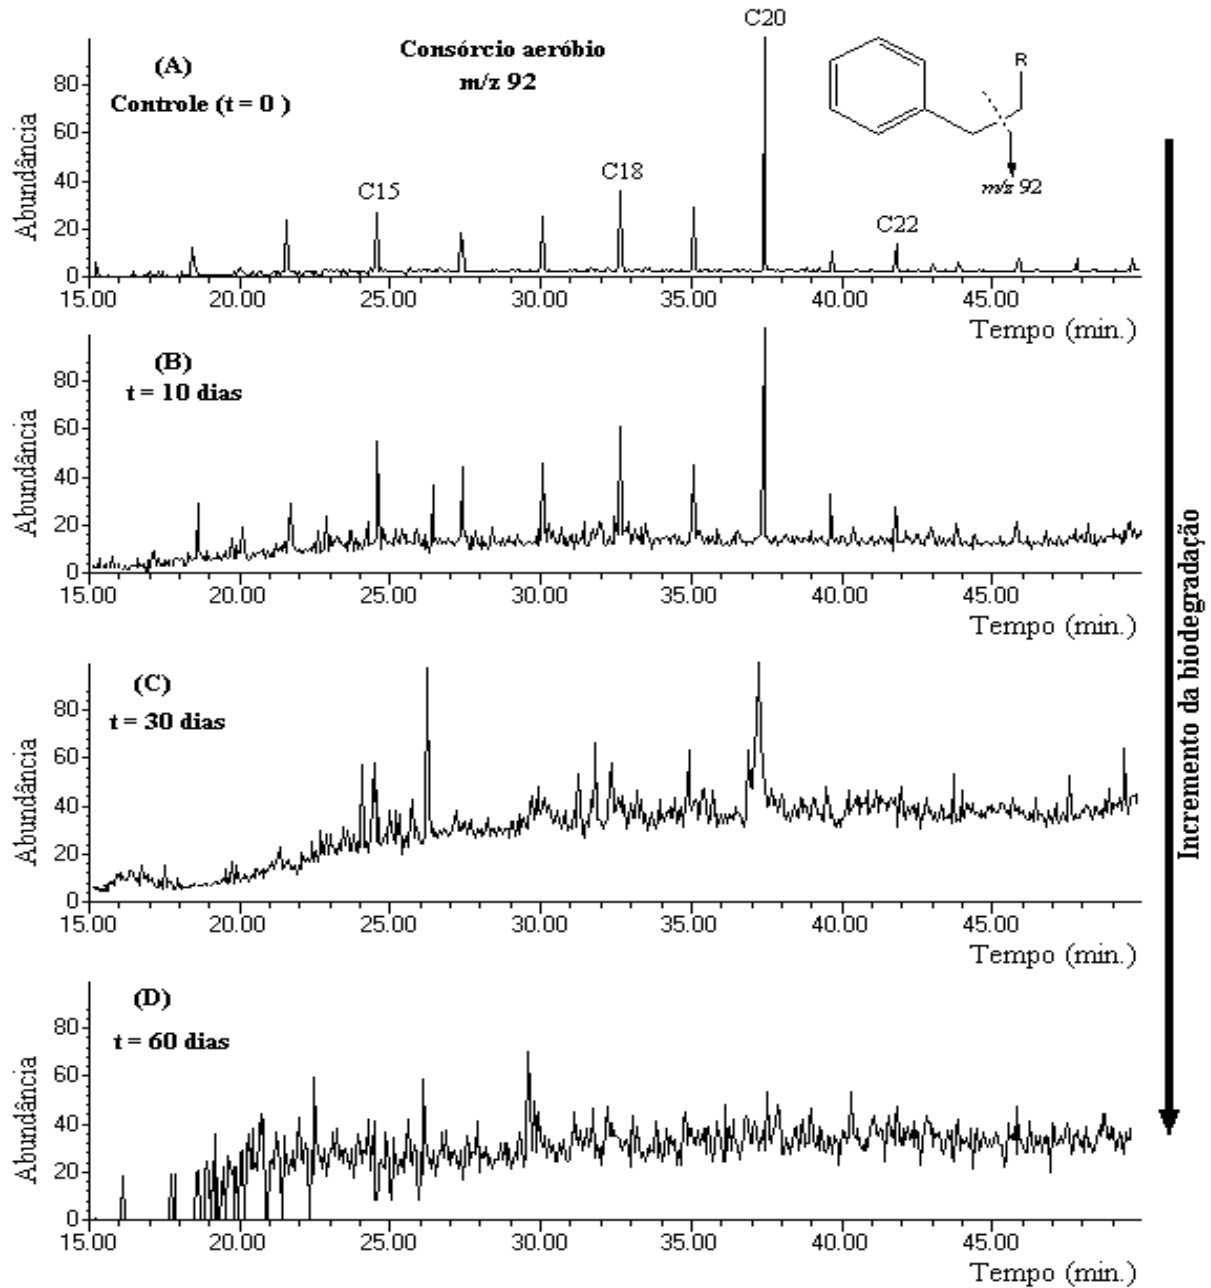 C20
Consórcio aeróbio
m/z 92
(A)
Controle (t = 0 )
R
m/z 92
C15
C18
C22
Abundância
80
60
40
20
0
15.00 20.00 25.00 30.00 35.00 40.00 45.00
Tempo (min.)
(B)
t = 10 dias
Abundância
80
60
40
20
0
15.00 20.00 25.00 30.00 35.00 40.00 45.00
Tempo (min.)
(C)
t = 30 dias
Abundância
80
60
40
20
0
15.00 20.00 25.00 30.00 35.00 40.00 45.00
Tempo (min.)
(D)
t = 60 dias
Abundância
80
60
40
20
0
15.00 20.00 25.00 30.00 35.00 40.00 45.00
Tempo (min.)
Incremento da biodegradação